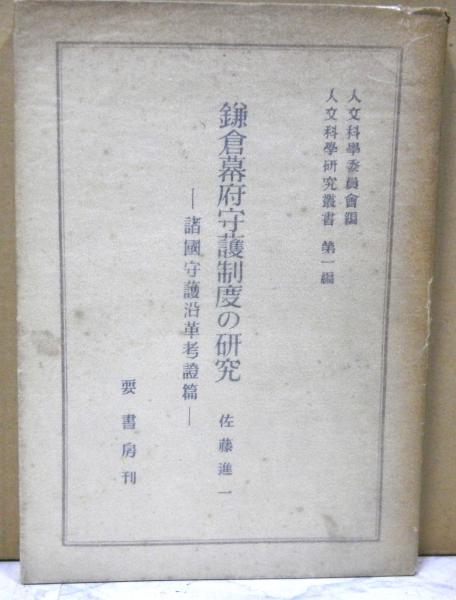 人文科學委員會編
人文科學研究叢書 第一編
鎌倉幕府守護制度の研究
―諸國守護沿革考證篇―
佐藤進一
要書房刊